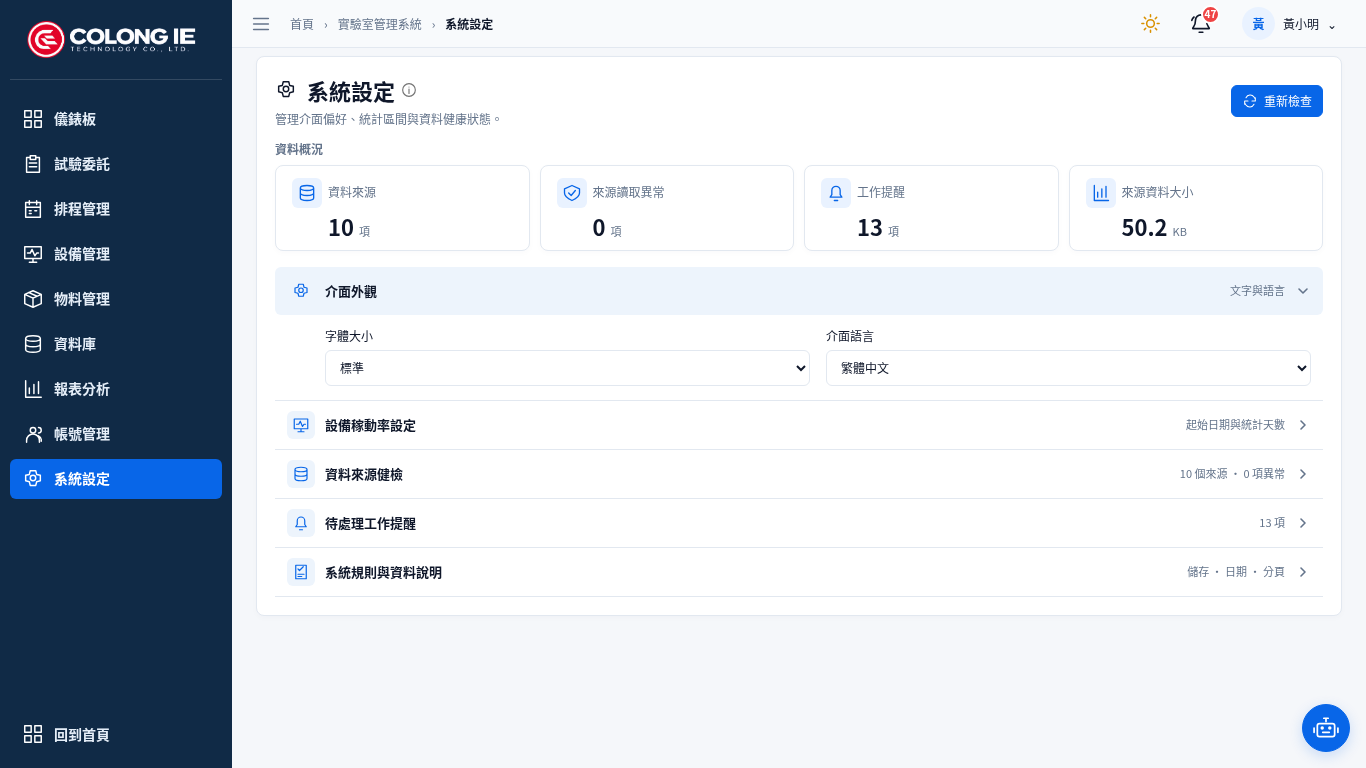 COLONG IE
TECHNOLOGY CO., LTD.
儀錶板
試驗委託
排程管理
設備管理
物料管理
資料庫
報表分析
帳號管理
系統設定
回到首頁
首頁 › 實驗室管理系統 › 系統設定
47
黃 黃小明
系統設定
管理介面偏好、統計區間與資料健康狀態。
重新檢查
資料概況
資料來源
10 項
來源讀取異常
0 項
工作提醒
13 項
來源資料大小
50.2 KB
介面外觀
文字與語言
字體大小
標準
介面語言
繁體中文
設備稼動率設定
起始日期與統計天數
資料來源健檢
10 個來源 · 0 項異常
待處理工作提醒
13 項
系統規則與資料說明
儲存 · 日期 · 分頁